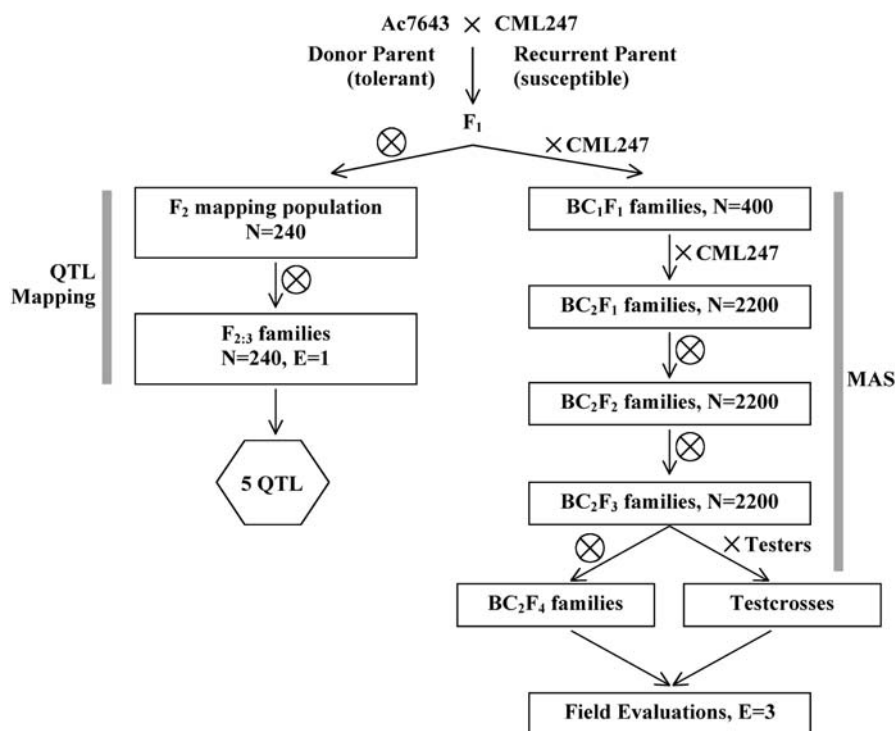 Ac7643 × CML247
Donor Parent
(tolerant)
Recurrent Parent
(susceptible)
F₁
⊗
×CML247
QTL
Mapping
F₂ mapping population
N=240
⊗
F₂:₃ families
N=240, E=1
5 QTL
BC₁F₁ families, N=400
×CML247
BC₂F₁ families, N=2200
⊗
BC₂F₂ families, N=2200
⊗
BC₂F₃ families, N=2200
MAS
⊗
×Testers
BC₂F₄ families
Testcrosses
Field Evaluations, E=3